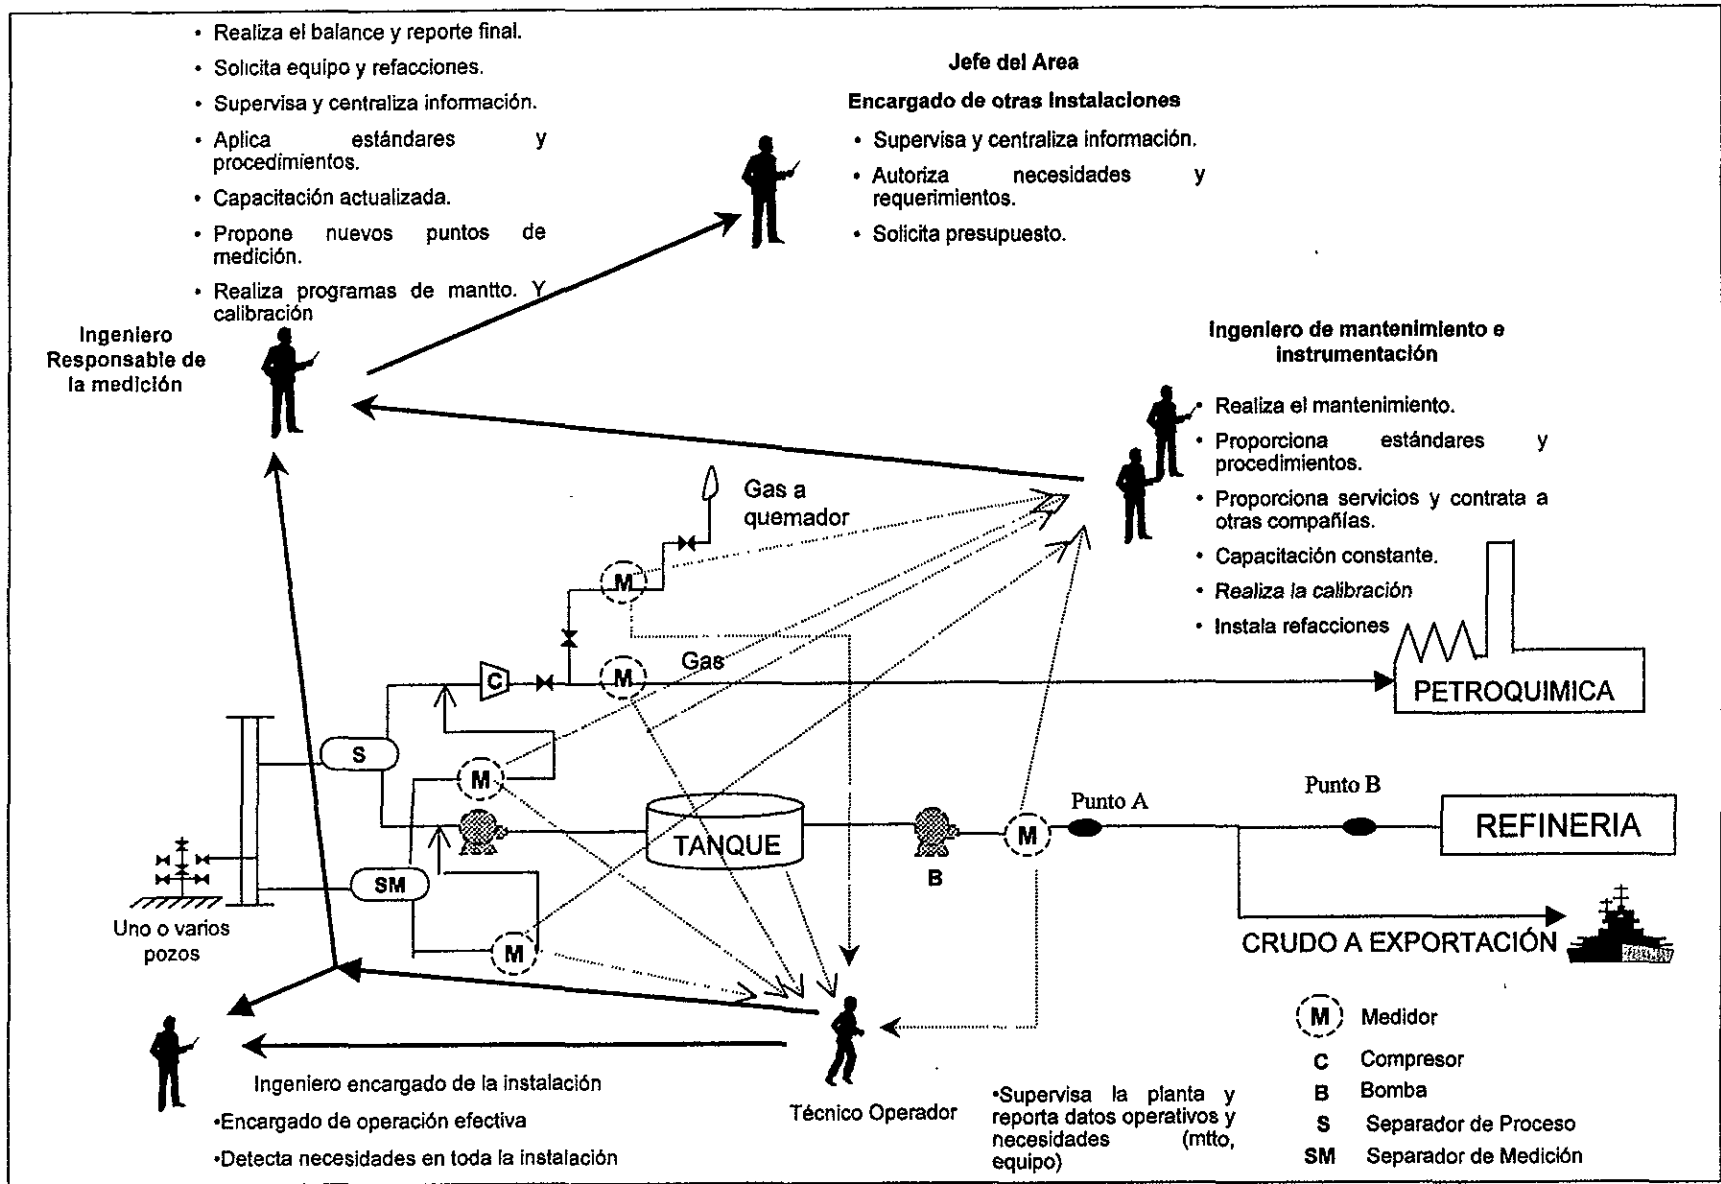 • Realiza el balance y reporte final.
• Solicita equipo y refacciones.
• Supervisa y centraliza información.
• Aplica estándares y
procedimientos.
• Capacitación actualizada.
• Propone nuevos puntos de
medición.
• Realiza programas de mantto. Y
calibración
Jefe del Area
Encargado de otras Instalaciones
• Supervisa y centraliza información.
• Autoriza necesidades y
requerimientos.
• Solicita presupuesto.
Ingeniero
Responsable de
la medición
Ingeniero de mantenimiento e
instrumentación
• Realiza el mantenimiento.
• Proporciona estándares y
procedimientos.
• Proporciona servicios y contrata a
otras compañías.
• Capacitación constante.
• Realiza la calibración
• Instala refacciones
Gas a
quemador
M
Gas
C
M
PETROQUIMICA
S
M
TANQUE
B
M
Punto A
Punto B
REFINERIA
SM
M
Uno o varios
pozos
CRUDO A EXPORTACIÓN
Ingeniero encargado de la instalación
•Encargado de operación efectiva
•Detecta necesidades en toda la instalación
Técnico Operador
•Supervisa la planta y
reporta datos operativos y
necesidades (mtto,
equipo)
M Medidor
C Compresor
B Bomba
S Separador de Proceso
SM Separador de Medición